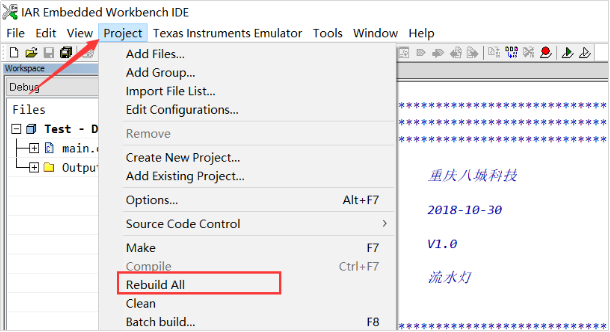 IAR Embedded Workbench IDE
File Edit View Project Texas Instruments Emulator Tools Window Help
Workspace
Debug
Files
Test - D
main.c
Outpu
Add Files...
Add Group...
Import File List...
Edit Configurations...
Remove
Create New Project...
Add Existing Project...
Options... Alt+F7
Source Code Control
Make F7
Compile Ctrl+F7
Rebuild All
Clean
Batch build... F8
****************************
****************************
****************************
重庆八城科技
2018-10-30
V1.0
流水灯
****************************